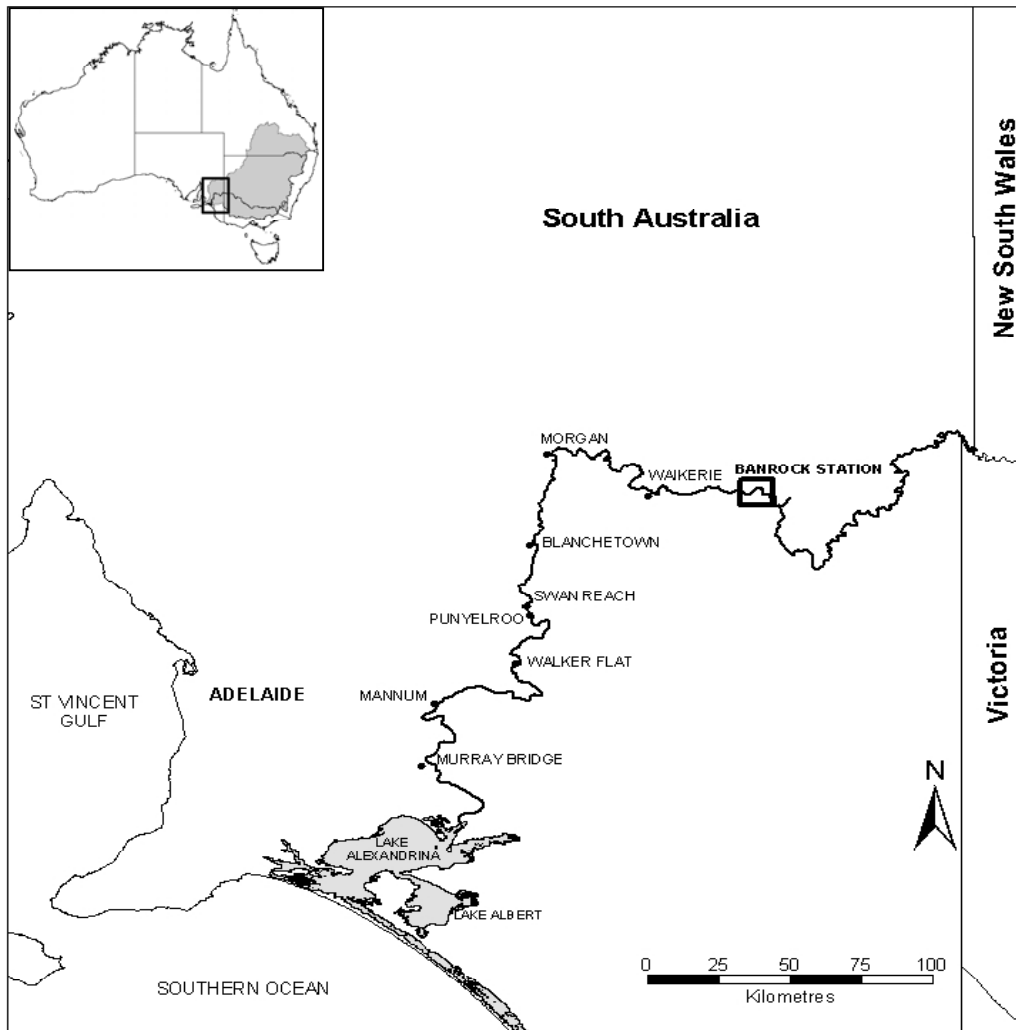 South Australia
New South Wales
MORGAN
WAIKERIE
BANROCK STATION
BLANCHETOWN
SWAN REACH
PUNYELROO
WALKER FLAT
ST VINCENT
GULF
ADELAIDE
MANNUM
Victoria
MURRAY BRIDGE
N
LAKE
ALEXANDRINA
LAKE ALBERT
SOUTHERN OCEAN
0 25 50 75 100
Kilometres